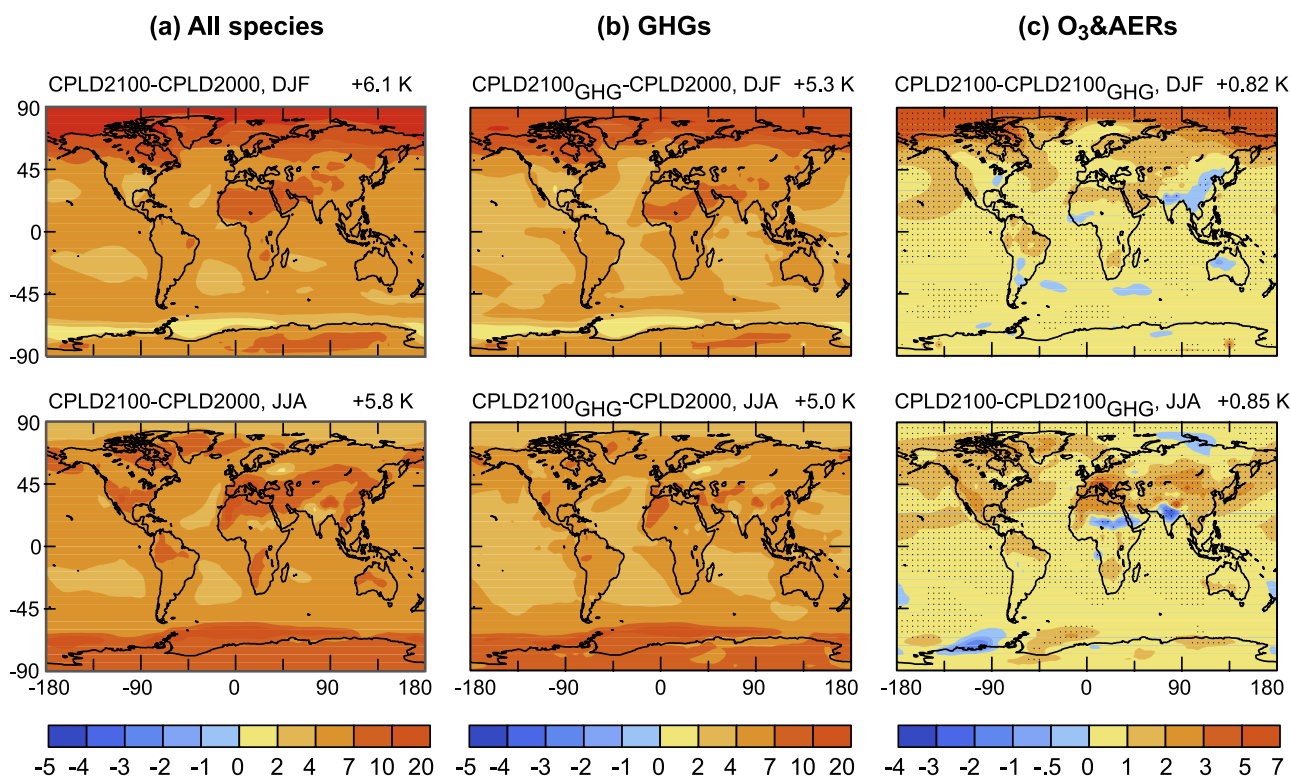 (a) All species (b) GHGs (c) O₃&AERs
CPLD2100-CPLD2000, DJF +6.1 K CPLD2100GHG-CPLD2000, DJF +5.3 K CPLD2100-CPLD2100GHG, DJF +0.82 K
90
45
0
-45
-90
CPLD2100-CPLD2000, JJA +5.8 K CPLD2100GHG-CPLD2000, JJA +5.0 K CPLD2100-CPLD2100GHG, JJA +0.85 K
90
45
0
-45
-90
-180 -90 0 90 180 -180 -90 0 90 180 -180 -90 0 90 180
-5 -4 -2 -1 0 2 4 7 10 20 -5 -4 -2 -1 0 2 4 7 10 20 -4 -3 -2 -1 -.5 0 1 2 3 5 7